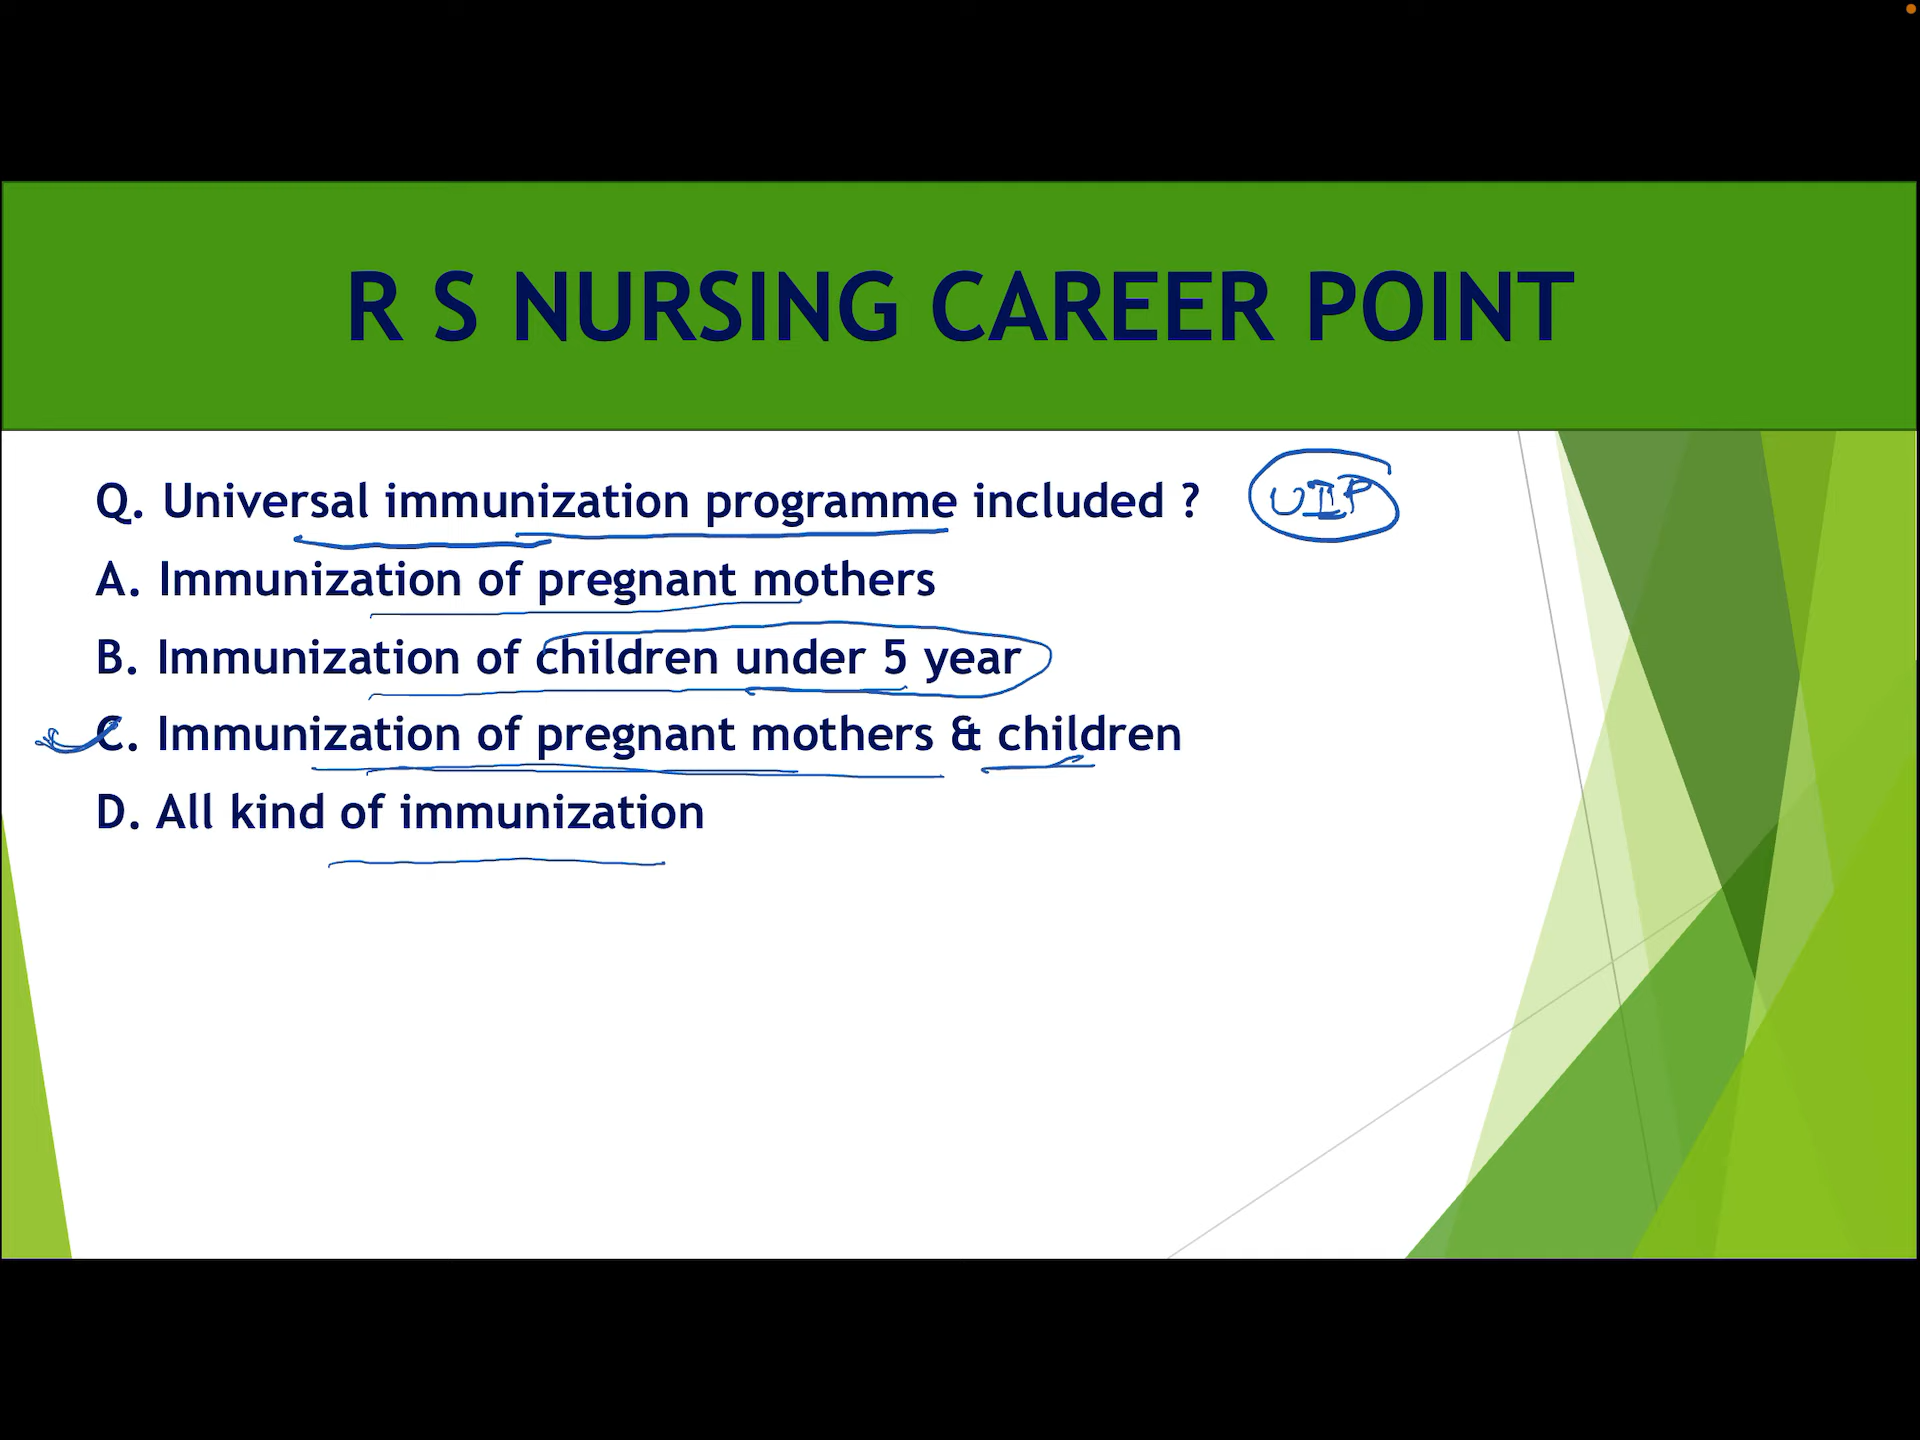 R S NURSING CAREER POINT
Q. Universal immunization programme included ? UIP
A. Immunization of pregnant mothers
B. Immunization of children under 5 year
C. Immunization of pregnant mothers & children
D. All kind of immunization